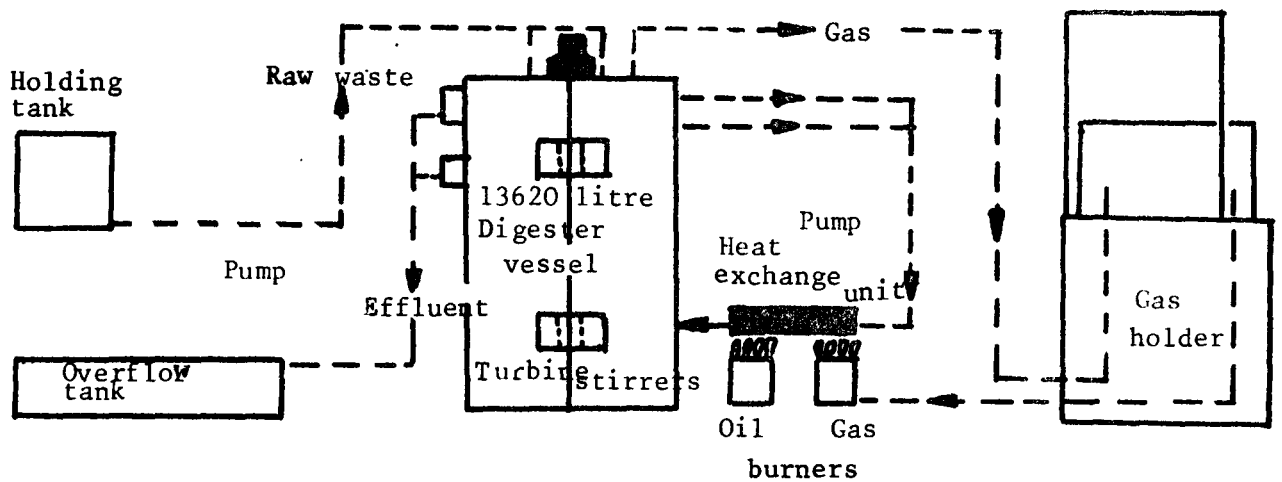 Gas
Raw waste
Holding
tank
13620 litre
Digester
vessel
Pump
Heat
exchange
unit
Pump
Effluent
Gas
holder
Overflow
tank
Turbine
stirrers
Oil
Gas
burners